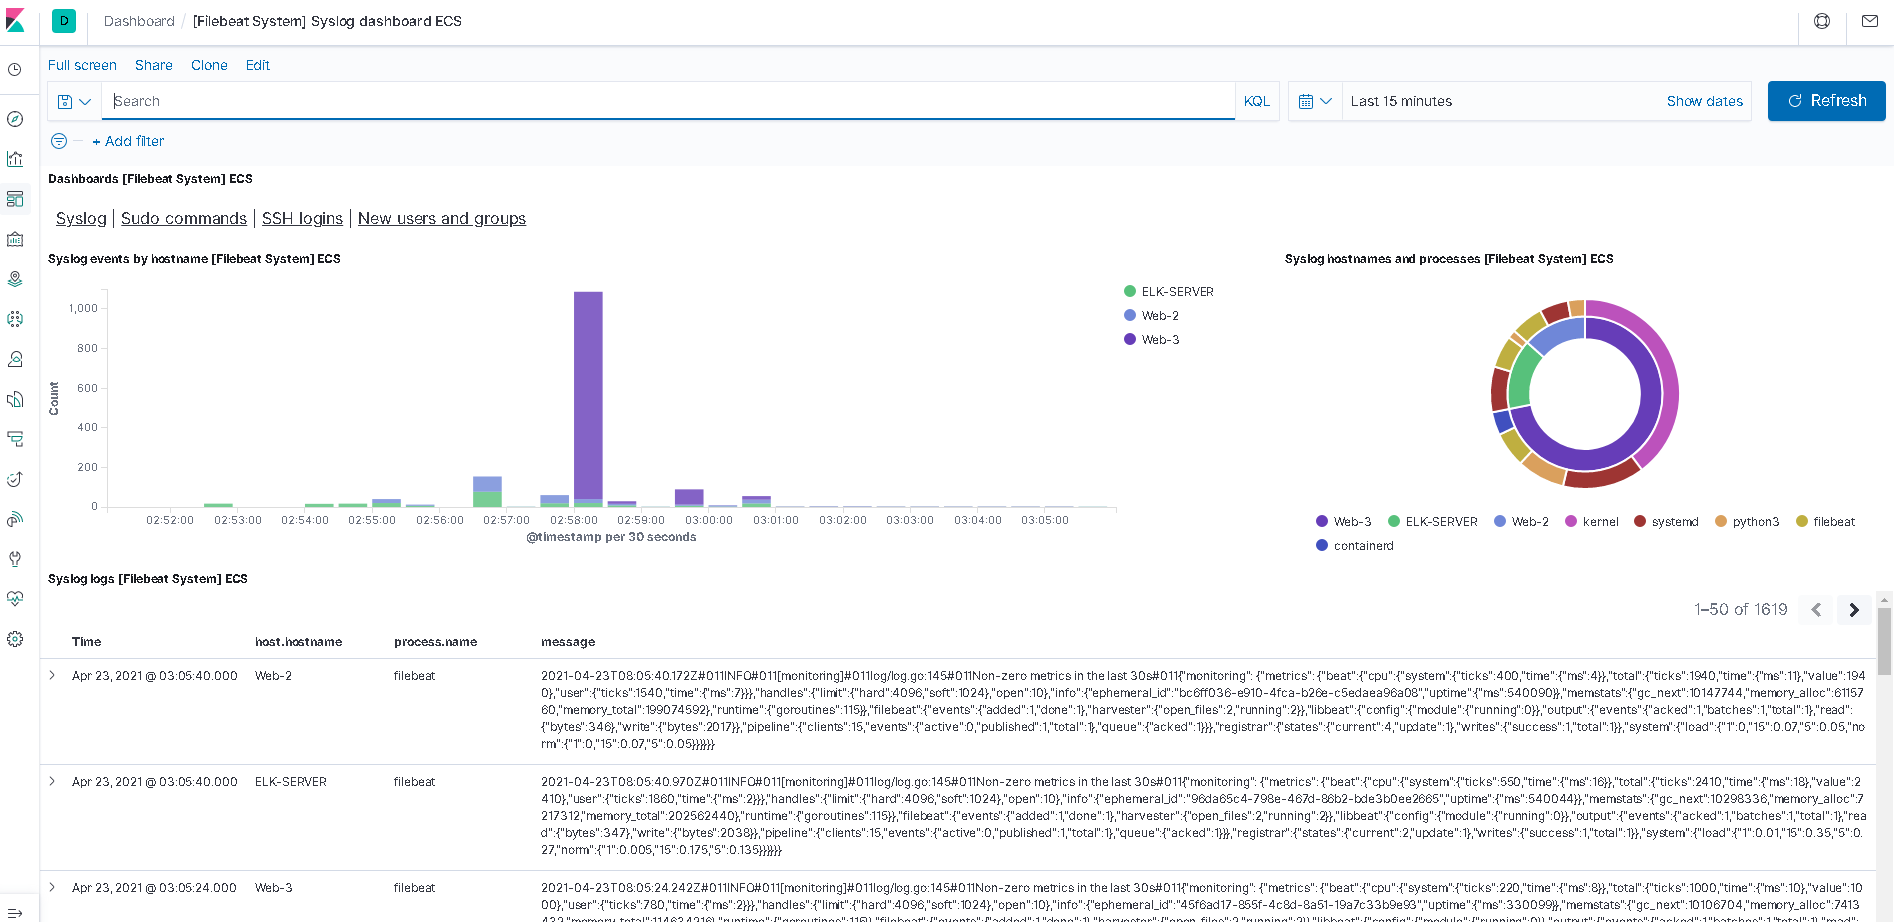 D Dashboard / [Filebeat System] Syslog dashboard ECS
Full screen Share Clone Edit
Search KQL Last 15 minutes Show dates Refresh
+ Add filter
Dashboards [Filebeat System] ECS
Syslog | Sudo commands | SSH logins | New users and groups
Syslog events by hostname [Filebeat System] ECS
1,000
800
600
400
200
0
Count
02:52:00 02:53:00 02:54:00 02:55:00 02:56:00 02:57:00 02:58:00 02:59:00 03:00:00 03:01:00 03:02:00 03:03:00 03:04:00 03:05:00
@timestamp per 30 seconds
ELK-SERVER
Web-2
Web-3
Syslog hostnames and processes [Filebeat System] ECS
Web-3 ELK-SERVER Web-2 kernel systemd python3 filebeat
containerd
Syslog logs [Filebeat System] ECS
1–50 of 1619
Time host.hostname process.name message
Apr 23, 2021 @ 03:05:40.000 Web-2 filebeat 2021-04-23T08:05:40.172Z#011INFO#011[monitoring]#011log/log.go:145#011Non-zero metrics in the last 30s#011{"monitoring": {"metrics": {"beat":{"cpu":{"system":{"ticks":400,"time":{"ms":4}},"total":{"ticks":1940,"time":{"ms":11},"value":194
0},"user":{"ticks":1540,"time":{"ms":7}}},"handles":{"limit":{"hard":4096,"soft":1024},"open":10},"info":{"ephemeral_id":"bc6ff036-e910-4fca-b26e-c5edaea96a08","uptime":{"ms":540090}},"memstats":{"gc_next":10147744,"memory_alloc":61157
60,"memory_total":199074592},"runtime":{"goroutines":115}},"filebeat":{"events":{"added":1,"done":1},"harvester":{"open_files":2,"running":2}},"libbeat":{"config":{"module":{"running":0}},"output":{"events":{"acked":1,"batches":1,"total":1},"read":
{"bytes":346},"write":{"bytes":2017}},"pipeline":{"clients":15,"events":{"active":0,"published":1,"total":1},"queue":{"acked":1}}},"registrar":{"states":{"current":4,"update":1},"writes":{"success":1,"total":1}},"system":{"load":{"1":0,"15":0.07,"5":0.05,"no
rm":{"1":0,"15":0.07,"5":0.05}}}}}}
Apr 23, 2021 @ 03:05:40.000 ELK-SERVER filebeat 2021-04-23T08:05:40.970Z#011INFO#011[monitoring]#011log/log.go:145#011Non-zero metrics in the last 30s#011{"monitoring": {"metrics": {"beat":{"cpu":{"system":{"ticks":550,"time":{"ms":16}},"total":{"ticks":2410,"time":{"ms":18},"value":2
410},"user":{"ticks":1860,"time":{"ms":2}}},"handles":{"limit":{"hard":4096,"soft":1024},"open":10},"info":{"ephemeral_id":"96da65c4-798e-467d-86b2-bde3b0ee2665","uptime":{"ms":540044}},"memstats":{"gc_next":10298336,"memory_alloc":7
217312,"memory_total":202562440},"runtime":{"goroutines":115}},"filebeat":{"events":{"added":1,"done":1},"harvester":{"open_files":2,"running":2}},"libbeat":{"config":{"module":{"running":0}},"output":{"events":{"acked":1,"batches":1,"total":1},"rea
d":{"bytes":347},"write":{"bytes":2038}},"pipeline":{"clients":15,"events":{"active":0,"published":1,"total":1},"queue":{"acked":1}}},"registrar":{"states":{"current":2,"update":1},"writes":{"success":1,"total":1}},"system":{"load":{"1":0.01,"15":0.35,"5":0.
27,"norm":{"1":0.005,"15":0.175,"5":0.135}}}}}}
Apr 23, 2021 @ 03:05:24.000 Web-3 filebeat 2021-04-23T08:05:24.242Z#011INFO#011[monitoring]#011log/log.go:145#011Non-zero metrics in the last 30s#011{"monitoring": {"metrics": {"beat":{"cpu":{"system":{"ticks":220,"time":{"ms":8}},"total":{"ticks":1000,"time":{"ms":10},"value":10
00},"user":{"ticks":780,"time":{"ms":2}}},"handles":{"limit":{"hard":4096,"soft":1024},"open":10},"info":{"ephemeral_id":"45f6ad17-855f-4c8d-8a51-19a7c33b9e93","uptime":{"ms":330099}},"memstats":{"gc_next":10106704,"memory_alloc":7413